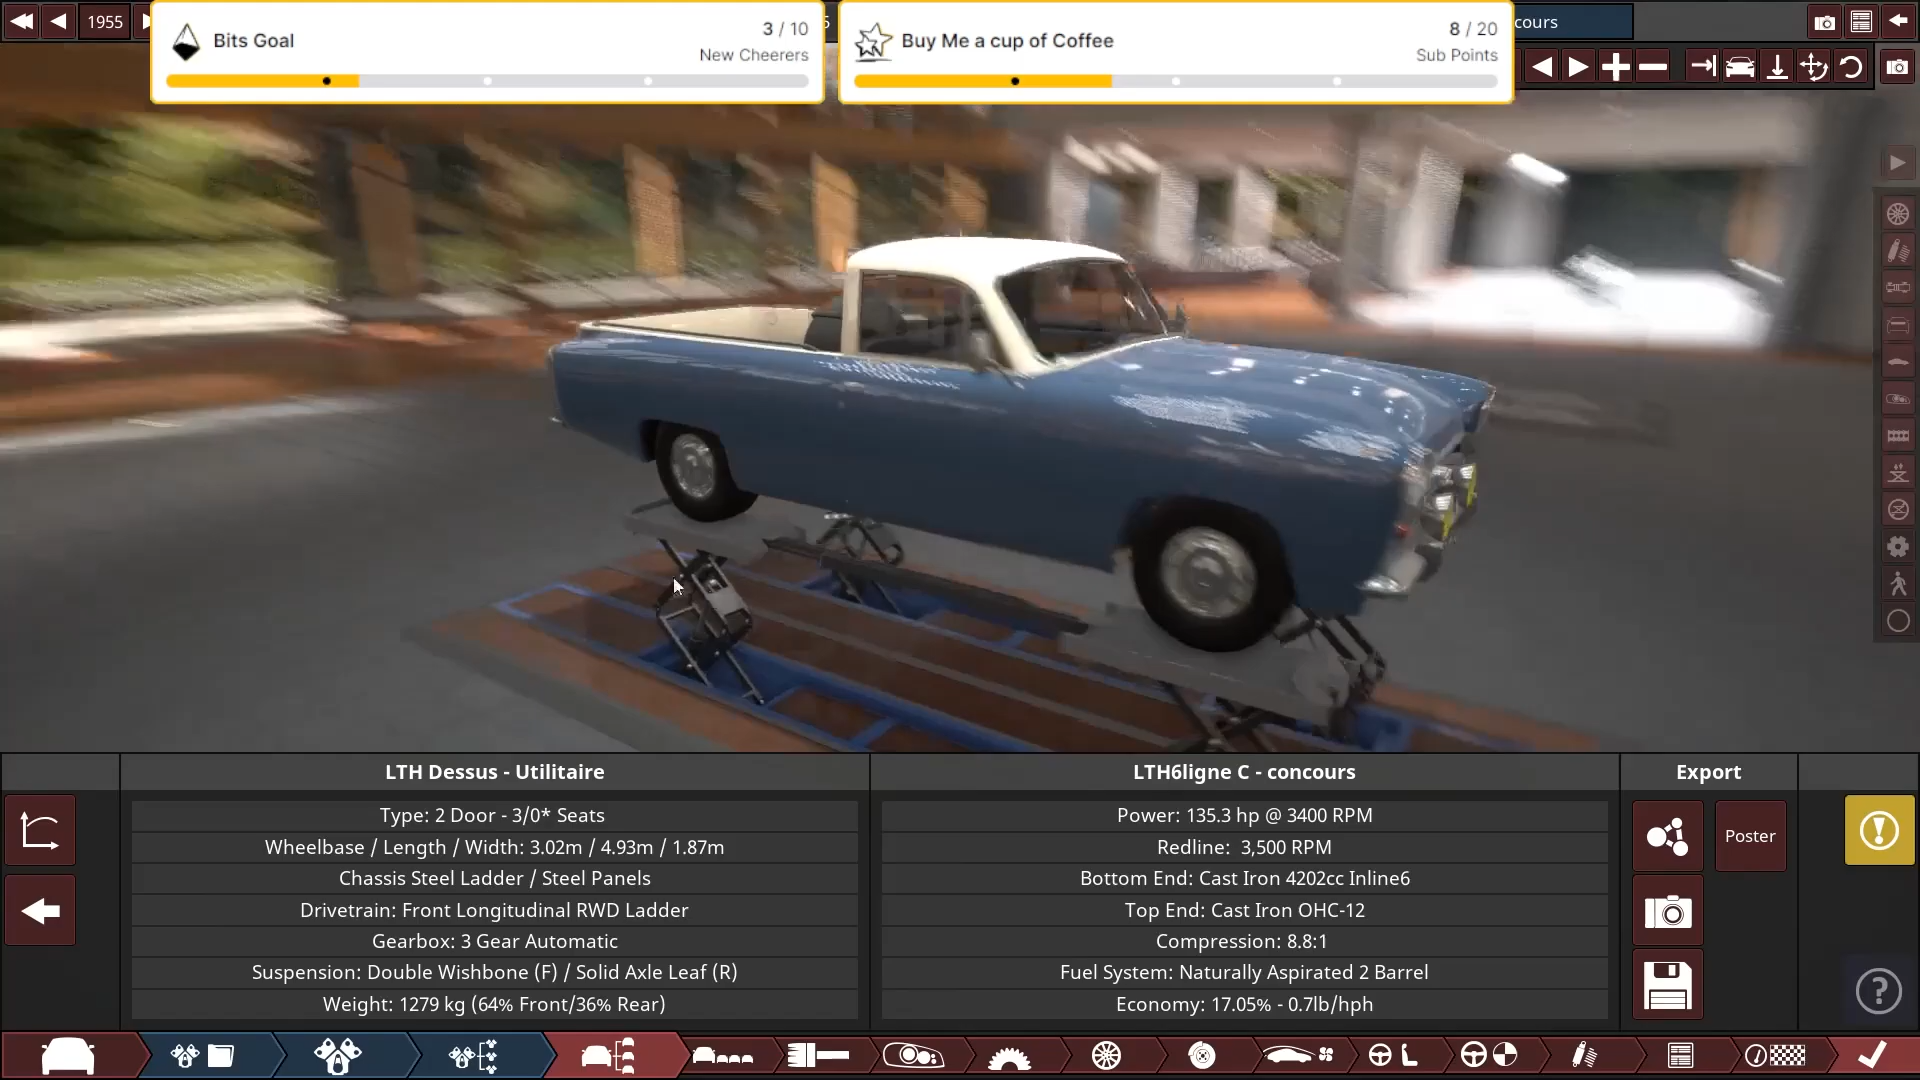 1955
Bits Goal
3 / 10
New Cheerers
Buy Me a cup of Coffee
8 / 20
Sub Points
5
cours
LTH Dessus - Utilitaire
Type: 2 Door - 3/0* Seats
Wheelbase / Length / Width: 3.02m / 4.93m / 1.87m
Chassis Steel Ladder / Steel Panels
Drivetrain: Front Longitudinal RWD Ladder
Gearbox: 3 Gear Automatic
Suspension: Double Wishbone (F) / Solid Axle Leaf (R)
Weight: 1279 kg (64% Front/36% Rear)
LTH6ligne C - concours
Power: 135.3 hp @ 3400 RPM
Redline: 3,500 RPM
Bottom End: Cast Iron 4202cc Inline6
Top End: Cast Iron OHC-12
Compression: 8.8:1
Fuel System: Naturally Aspirated 2 Barrel
Economy: 17.05% - 0.7lb/hph
Export
Poster